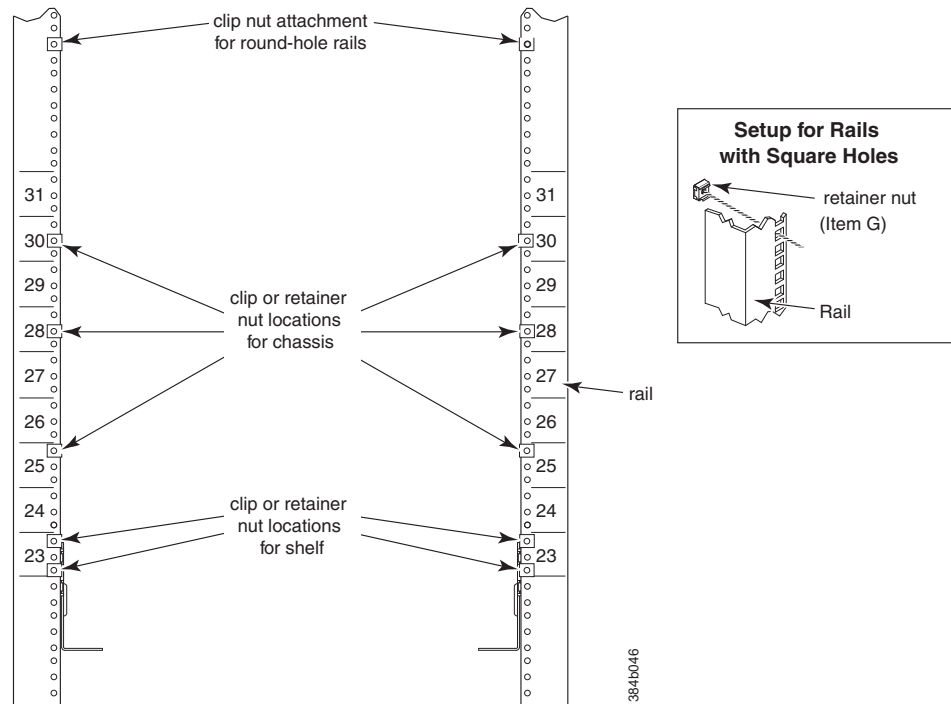 clip nut attachment
for round-hole rails
Setup for Rails
with Square Holes
retainer nut
(Item G)
Rail
31
30
29
28
27
26
25
24
23
clip or retainer
nut locations
for chassis
clip or retainer
nut locations
for shelf
31
30
29
28
27
26
25
24
23
rail
384b046